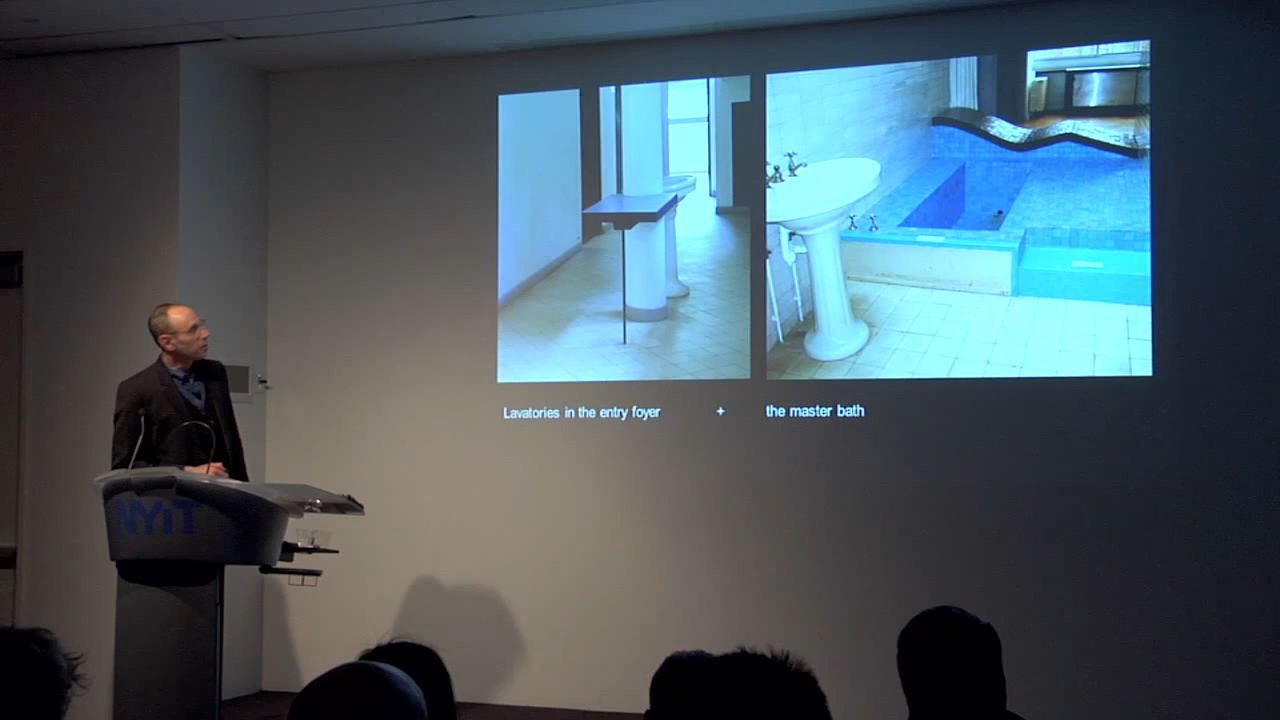 Lavatories in the entry foyer + the master bath
NYiT